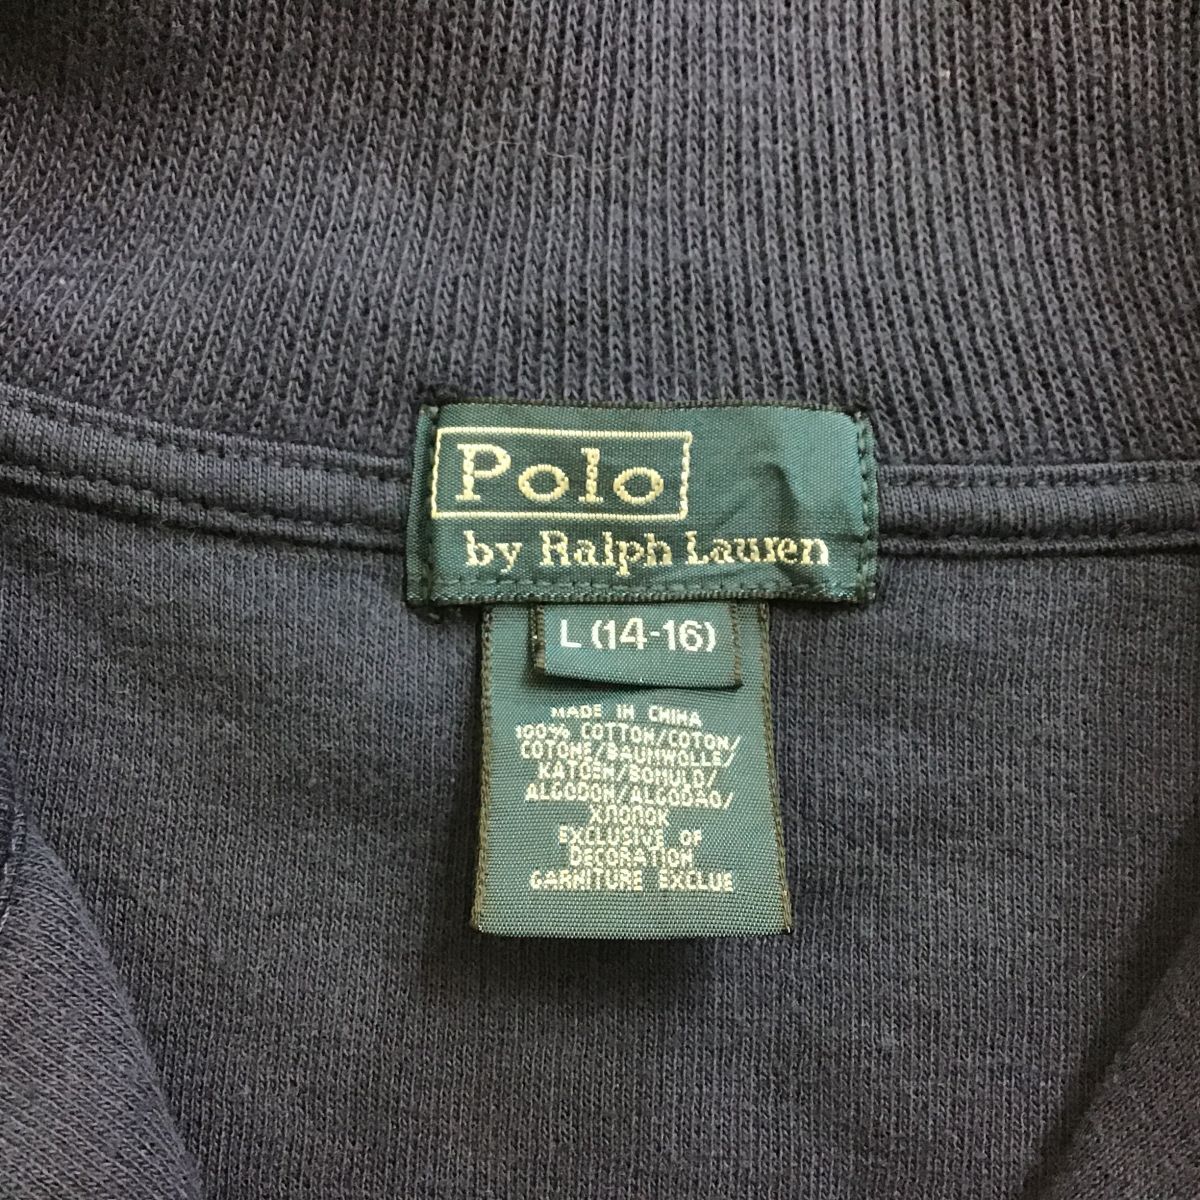 Polo
by Ralph Lauren
L (14-16)
MADE IN CHINA
100% COTTON/COTON/
COTONE/BAUMWOLLE/
KATOEN/BOMULD/
ALGODON/ALGODÃO/
ХЛОПОК
EXCLUSIVE OF
DECORATION
GARNITURE EXCLUE